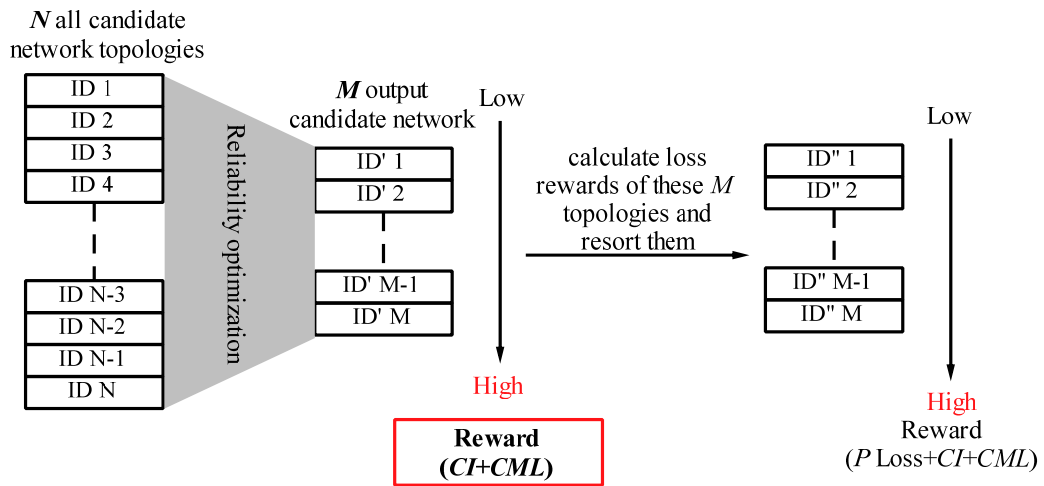 N all candidate
network topologies
ID 1
ID 2
ID 3
ID 4
ID N-3
ID N-2
ID N-1
ID N
Reliability optimization
M output
candidate network
ID' 1
ID' 2
ID' M-1
ID' M
Low
High
Reward
(CI+CML)
calculate loss
rewards of these M
topologies and
resort them
ID" 1
ID" 2
ID" M-1
ID" M
Low
High
Reward
(P Loss+CI+CML)